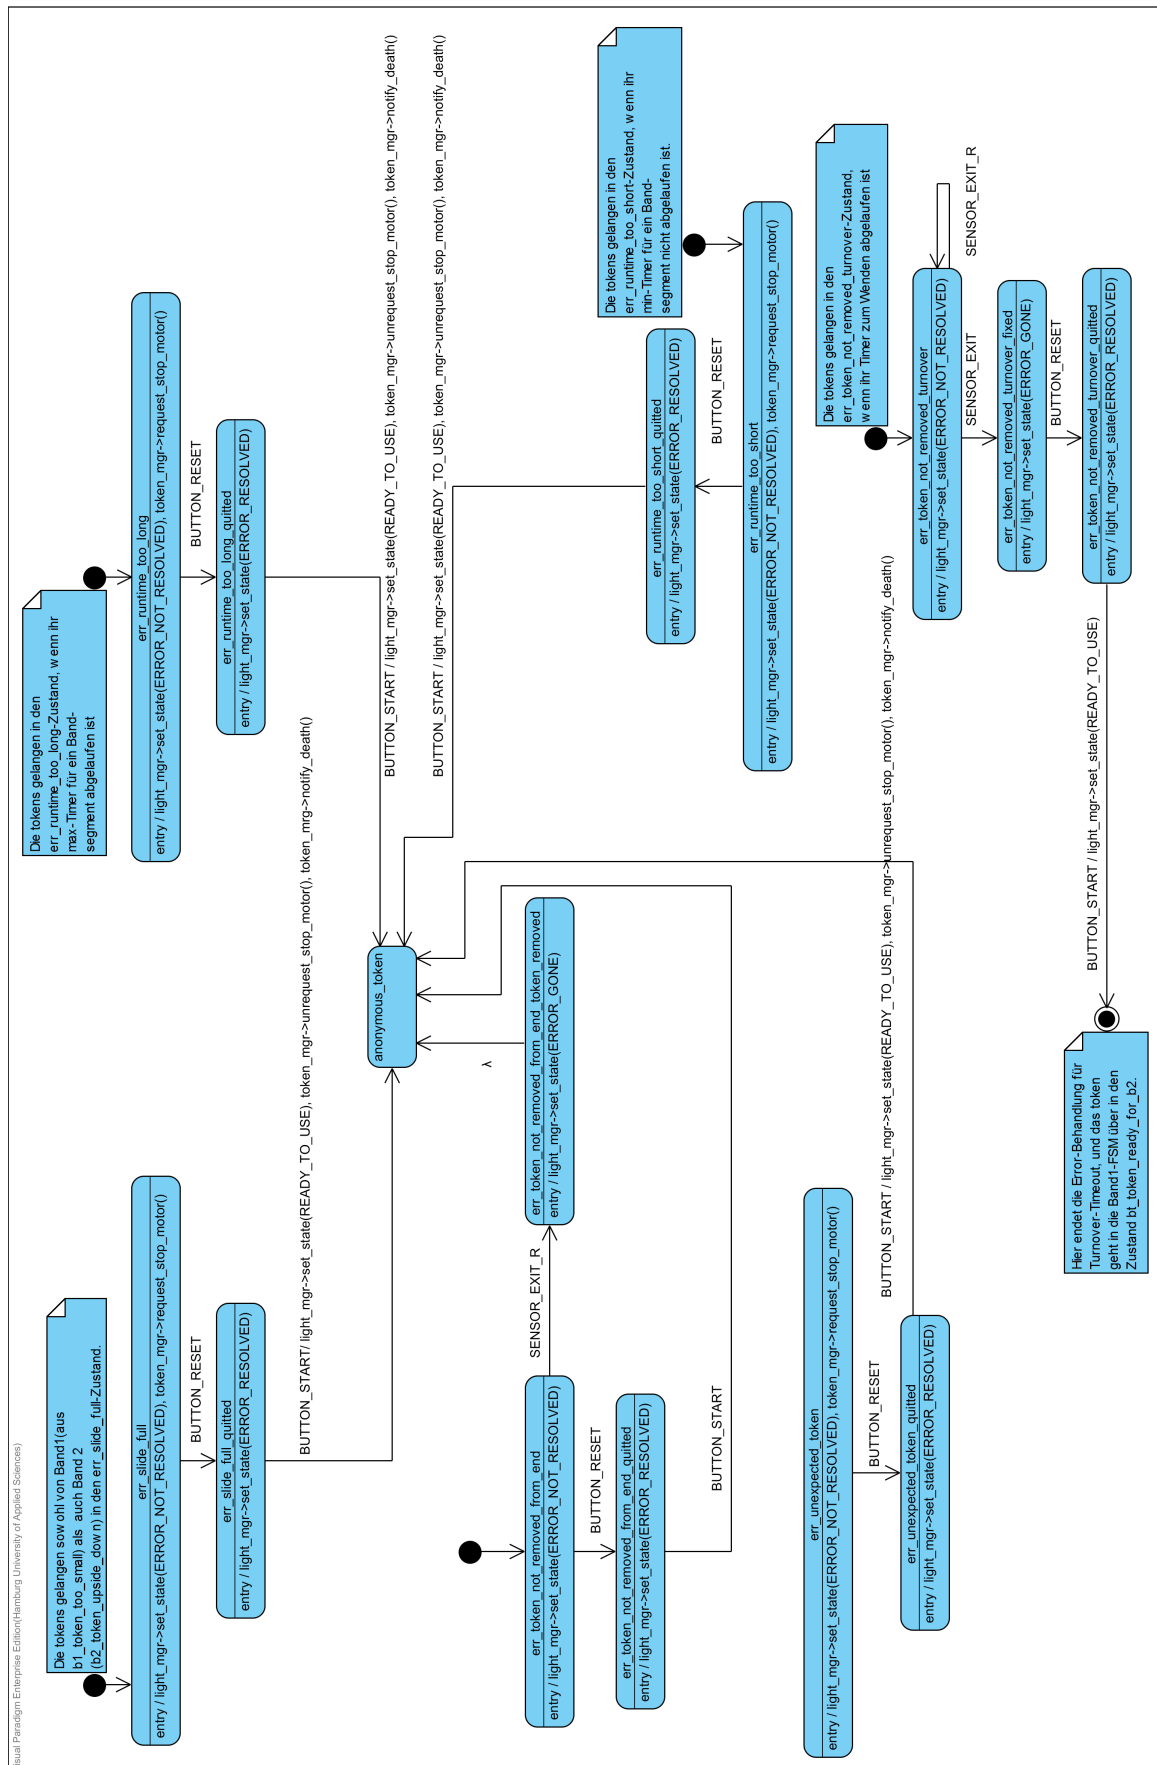 isual Paradigm Enterprise Edition(Hamburg University of Applied Sciences)
Die tokens gelangen sowohl von Band1(aus
b1_token_too_small) als auch Band 2
(b2_token_upside_down) in den err_slide_full-Zustand.
err_slide_full
entry / light_mgr->set_state(ERROR_NOT_RESOLVED), token_mgr->request_stop_motor()
BUTTON_RESET
err_slide_full_quitted
entry / light_mgr->set_state(ERROR_RESOLVED)
BUTTON_START/ light_mgr->set_state(READY_TO_USE), token_mgr->unrequest_stop_motor(), token_mrg->notify_death()
Die tokens gelangen in den
err_runtime_too_long-Zustand, wenn ihr
max-Timer für ein Band-
segment abgelaufen ist
err_runtime_too_long
entry / light_mgr->set_state(ERROR_NOT_RESOLVED), token_mgr->request_stop_motor()
BUTTON_RESET
err_runtime_too_long_quitted
entry / light_mgr->set_state(ERROR_RESOLVED)
BUTTON_START / light_mgr->set_state(READY_TO_USE), token_mgr->unrequest_stop_motor(), token_mgr->notify_death()
BUTTON_START / light_mgr->set_state(READY_TO_USE), token_mgr->unrequest_stop_motor(), token_mgr->notify_death()
anonymous_token
err_token_not_removed_from_end
entry / light_mgr->set_state(ERROR_NOT_RESOLVED)
SENSOR_EXIT_R
err_token_not_removed_from_end_token_removed
entry / light_mgr->set_state(ERROR_GONE)
BUTTON_RESET
err_token_not_removed_from_end_quitted
entry / light_mgr->set_state(ERROR_RESOLVED)
BUTTON_START
Die tokens gelangen in den
err_runtime_too_short-Zustand, wenn ihr
min-Timer für ein Band-
segment nicht abgelaufen ist.
err_runtime_too_short_quitted
entry / light_mgr->set_state(ERROR_RESOLVED)
BUTTON_RESET
err_runtime_too_short
entry / light_mgr->set_state(ERROR_NOT_RESOLVED), token_mgr->request_stop_motor()
err_unexpected_token
entry / light_mgr->set_state(ERROR_NOT_RESOLVED), token_mgr->request_stop_motor()
BUTTON_RESET
err_unexpected_token_quitted
entry / light_mgr->set_state(ERROR_RESOLVED)
BUTTON_START / light_mgr->set_state(READY_TO_USE), token_mgr->unrequest_stop_motor(), token_mgr->notify_death()
Die tokens gelangen in den
err_token_not_removed_turnover-Zustand,
wenn ihr Timer zum Wenden abgelaufen ist
err_token_not_removed_turnover
entry / light_mgr->set_state(ERROR_NOT_RESOLVED)
SENSOR_EXIT_R
SENSOR_EXIT
err_token_not_removed_turnover_fixed
entry / light_mgr->set_state(ERROR_GONE)
BUTTON_RESET
err_token_not_removed_turnover_quitted
entry / light_mgr->set_state(ERROR_RESOLVED)
BUTTON_START / light_mgr->set_state(READY_TO_USE)
Hier endet die Error-Behandlung für
Turnover-Timeout, und das token
geht in die Band1-FSM über in den
Zustand bt_token_ready_for_b2.